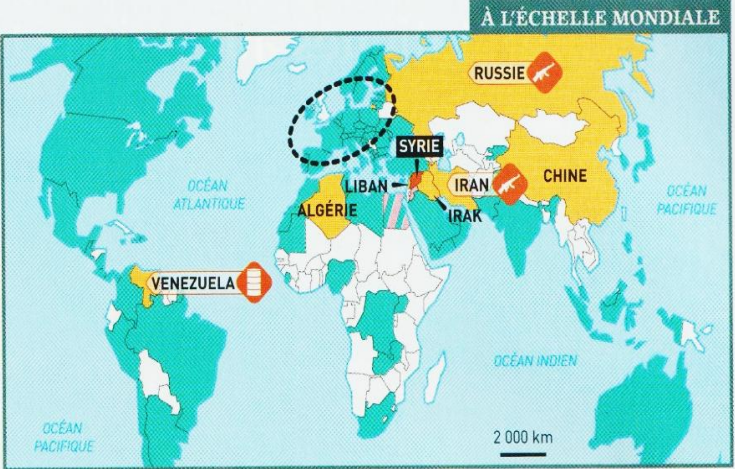 À L'ÉCHELLE MONDIALE
RUSSIE
SYRIE
OCÉAN
ATLANTIQUE
LIBAN
IRAN
CHINE
OCÉAN
PACIFIQUE
ALGÉRIE
IRAK
VENEZUELA
OCÉAN INDIEN
OCÉAN
PACIFIQUE
2 000 km